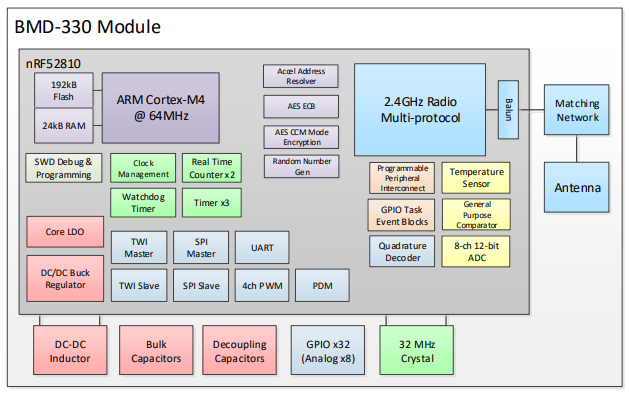 BMD-330 Module
nRF52810
192kB
Flash
24kB RAM
ARM Cortex-M4
@ 64MHz
Accel Address
Resolver
AES ECB
AES CCM Mode
Encryption
Random Number
Gen
2.4GHz Radio
Multi-protocol
Balun
Matching
Network
Antenna
SWD Debug &
Programming
Clock
Management
Real Time
Counter x2
Watchdog
Timer
Timer x3
Programmable
Peripheral
Interconnect
Temperature
Sensor
GPIO Task
Event Blocks
General
Purpose
Comparator
Quadrature
Decoder
8-ch 12-bit
ADC
Core LDO
DC/DC Buck
Regulator
TWI
Master
SPI
Master
UART
TWI Slave
SPI Slave
4ch PWM
PDM
DC-DC
Inductor
Bulk
Capacitors
Decoupling
Capacitors
GPIO x32
(Analog x8)
32 MHz
Crystal